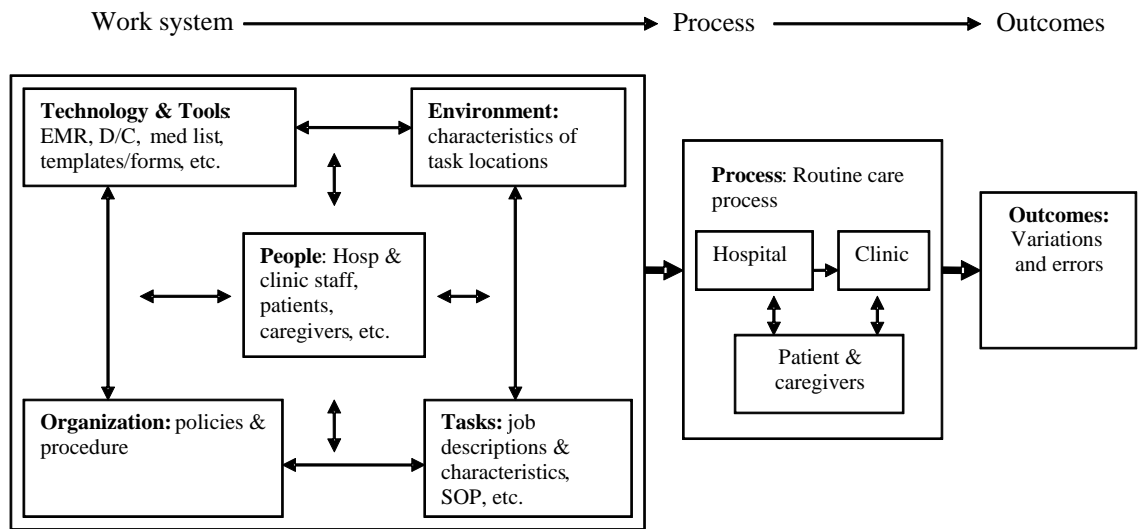 Work system
Process
Outcomes
Technology & Tools:
EMR, D/C, med list,
templates/forms, etc.
Environment:
characteristics of
task locations
People: Hosp &
clinic staff,
patients,
caregivers, etc.
Organization: policies &
procedure
Tasks: job
descriptions &
characteristics,
SOP, etc.
Process: Routine care
process
Hospital
Clinic
Patient &
caregivers
Outcomes:
Variations
and errors